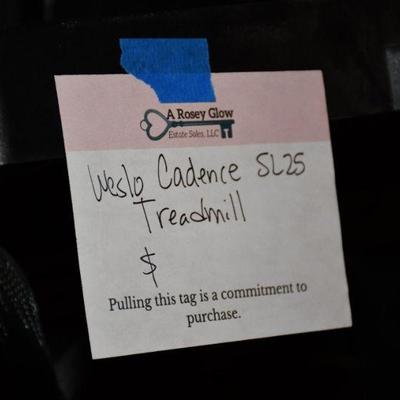 A Rosey Glow
Estate Sales, LLC
Weslo Cadence SL25
Treadmill
$
Pulling this tag is a commitment to
purchase.